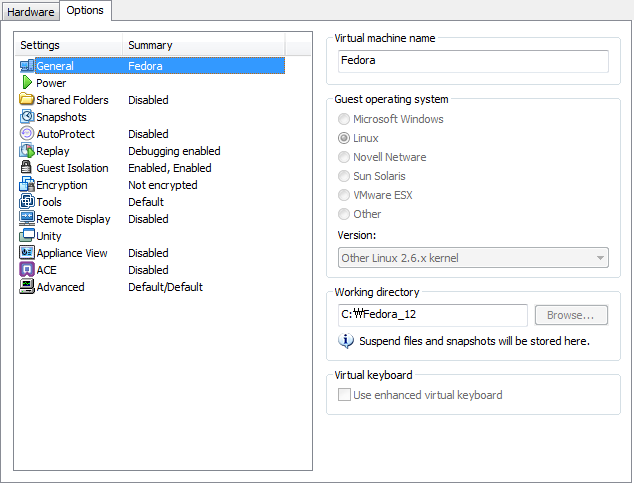 Hardware Options
Settings Summary
General Fedora
Power
Shared Folders Disabled
Snapshots
AutoProtect Disabled
Replay Debugging enabled
Guest Isolation Enabled, Enabled
Encryption Not encrypted
Tools Default
Remote Display Disabled
Unity
Appliance View Disabled
ACE Disabled
Advanced Default/Default
Virtual machine name
Fedora
Guest operating system
Microsoft Windows
Linux
Novell Netware
Sun Solaris
VMware ESX
Other
Version:
Other Linux 2.6.x kernel
Working directory
C:₩Fedora_12 Browse...
Suspend files and snapshots will be stored here.
Virtual keyboard
Use enhanced virtual keyboard